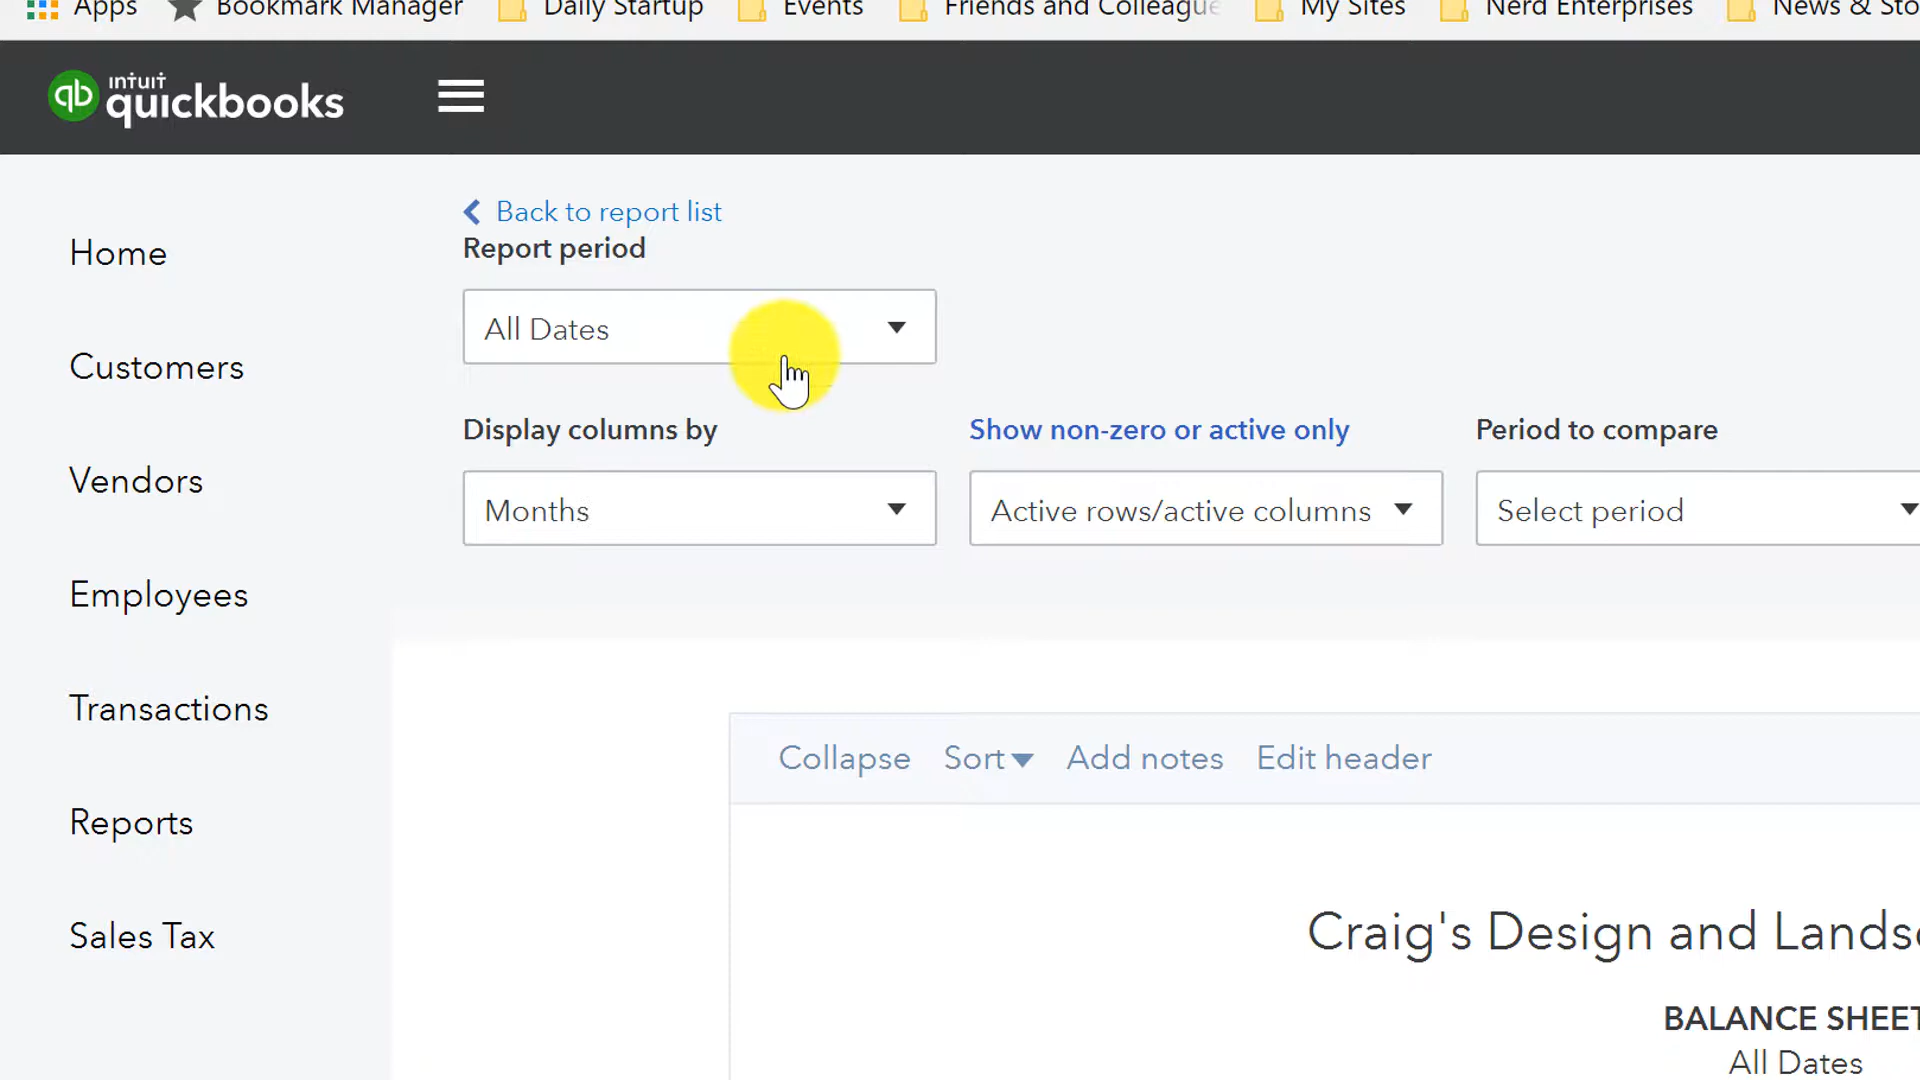 Apps Bookmark Manager Daily Startup Events Friends and Colleague My Sites Nerd Enterprises News & Sto
qb intuit quickbooks
Back to report list
Report period
All Dates
Display columns by Show non-zero or active only Period to compare
Months Active rows/active columns Select period
Home
Customers
Vendors
Employees
Transactions
Reports
Sales Tax
Collapse Sort Add notes Edit header
Craig's Design and Landsc
BALANCE SHEET
All Dates